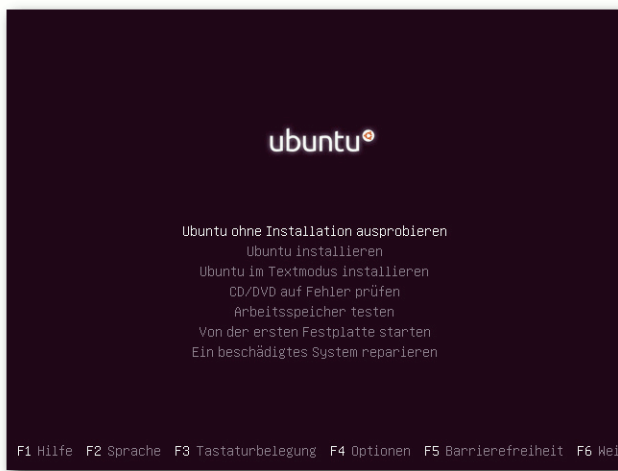 ubuntu
Ubuntu ohne Installation ausprobieren
Ubuntu installieren
Ubuntu im Textmodus installieren
CD/DVD auf Fehler prüfen
Arbeitsspeicher testen
Von der ersten Festplatte starten
Ein beschädigtes System reparieren
F1 Hilfe F2 Sprache F3 Tastaturbelegung F4 Optionen F5 Barrierefreiheit F6